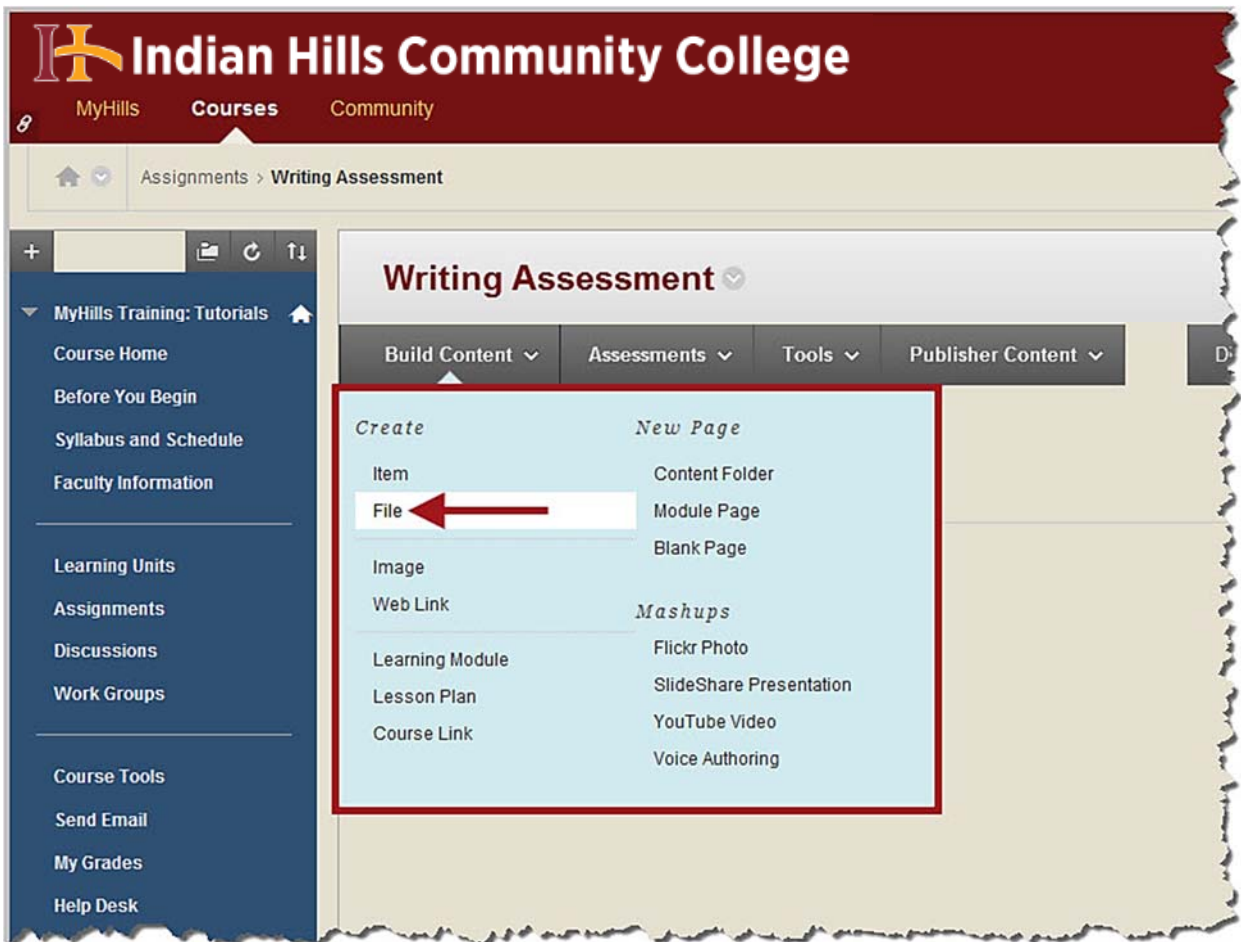 Indian Hills Community College
MyHills Courses Community
Assignments > Writing Assessment
MyHills Training: Tutorials
Course Home
Before You Begin
Syllabus and Schedule
Faculty Information
Learning Units
Assignments
Discussions
Work Groups
Course Tools
Send Email
My Grades
Help Desk
Writing Assessment
Build Content Assessments Tools Publisher Content
Create
Item
File
Image
Web Link
Learning Module
Lesson Plan
Course Link
New Page
Content Folder
Module Page
Blank Page
Mashups
Flickr Photo
SlideShare Presentation
YouTube Video
Voice Authoring